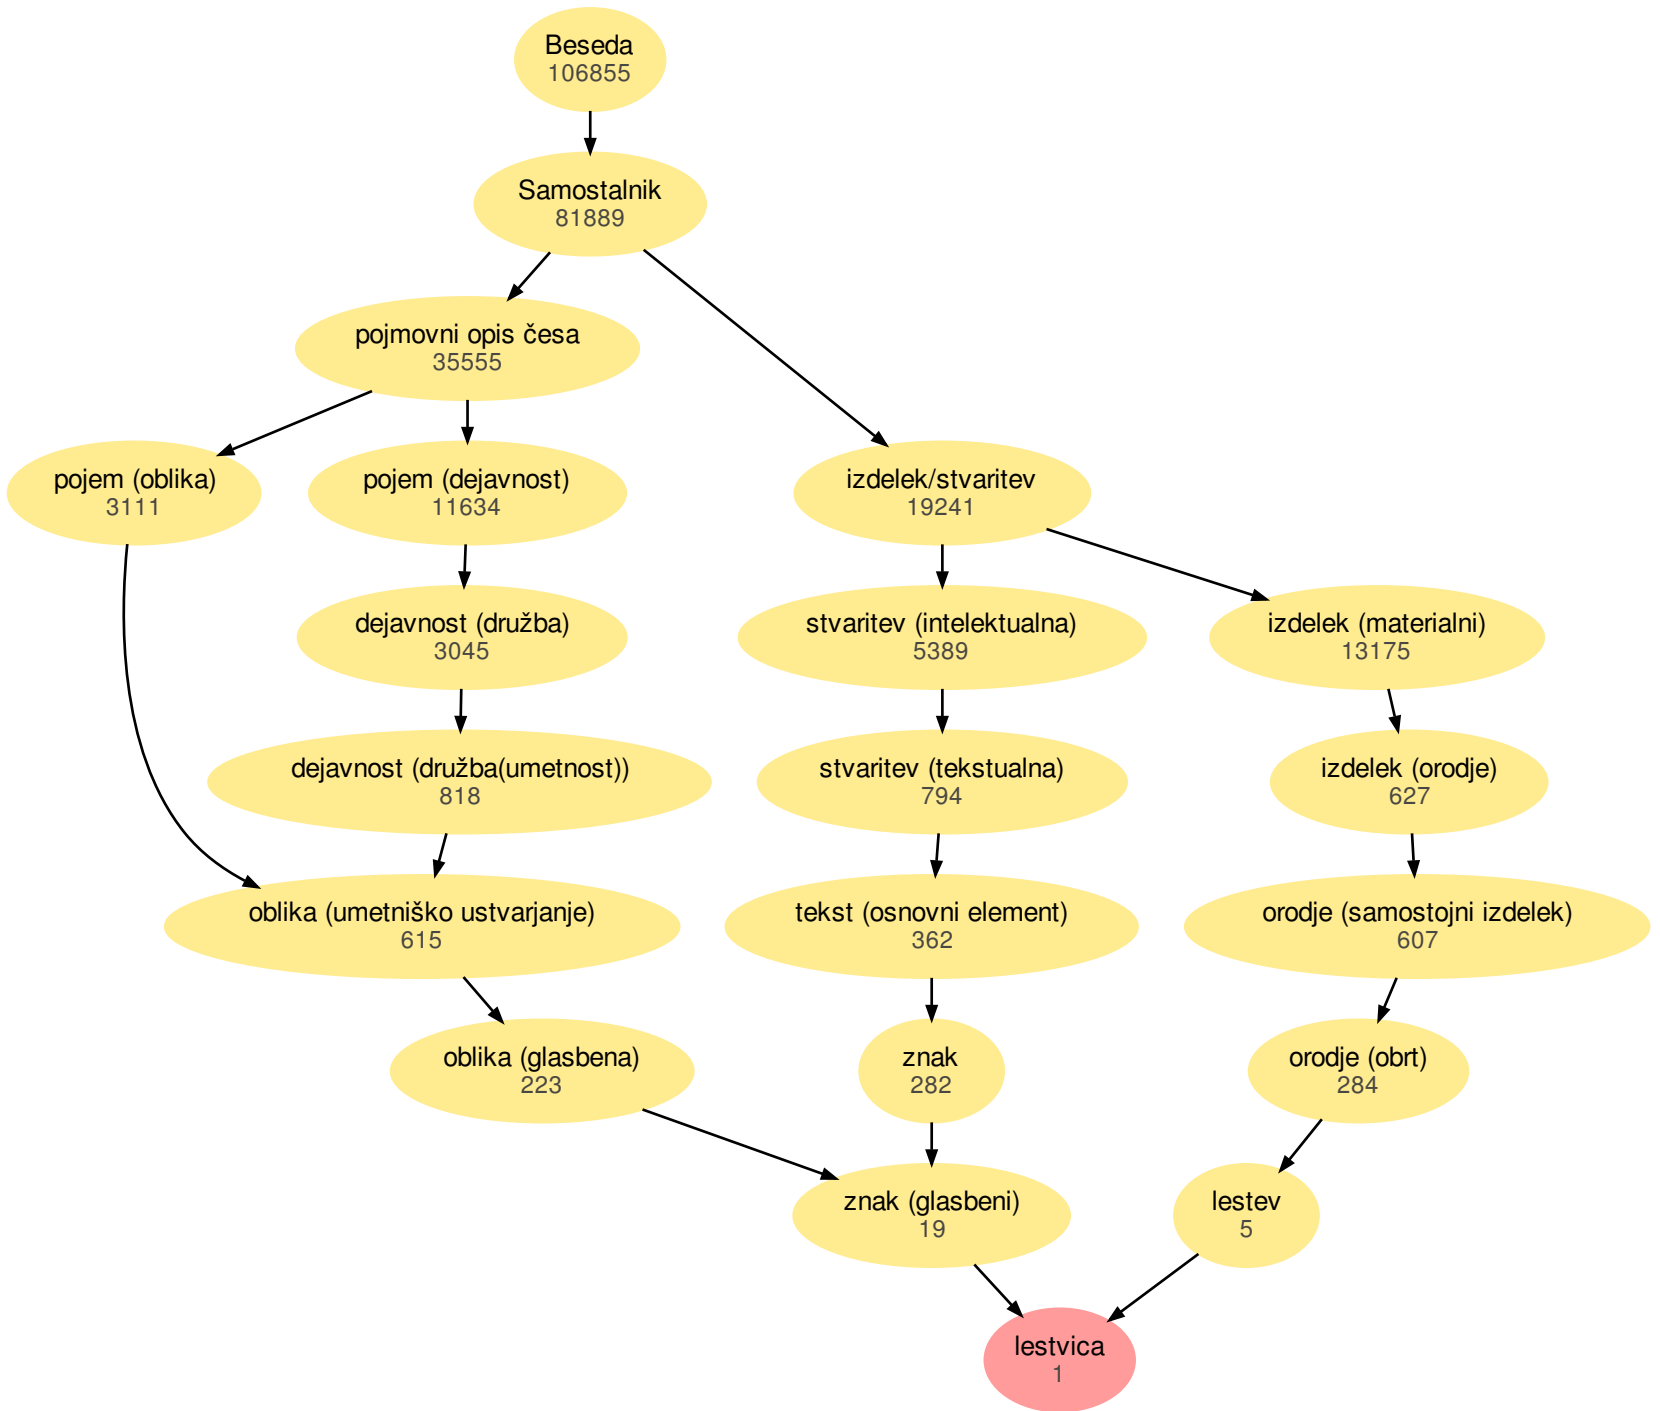 Beseda
106855
Samostalnik
81889
pojmovni opis česa
35555
pojem (oblika)
3111
pojem (dejavnost)
11634
izdelek/stvaritev
19241
dejavnost (družba)
3045
stvaritev (intelektualna)
5389
izdelek (materialni)
13175
dejavnost (družba(umetnost))
818
stvaritev (tekstualna)
794
izdelek (orodje)
627
oblika (umetniško ustvarjanje)
615
tekst (osnovni element)
362
orodje (samostojni izdelek)
607
oblika (glasbena)
223
znak
282
orodje (obrt)
284
znak (glasbeni)
19
lestev
5
lestvica
1